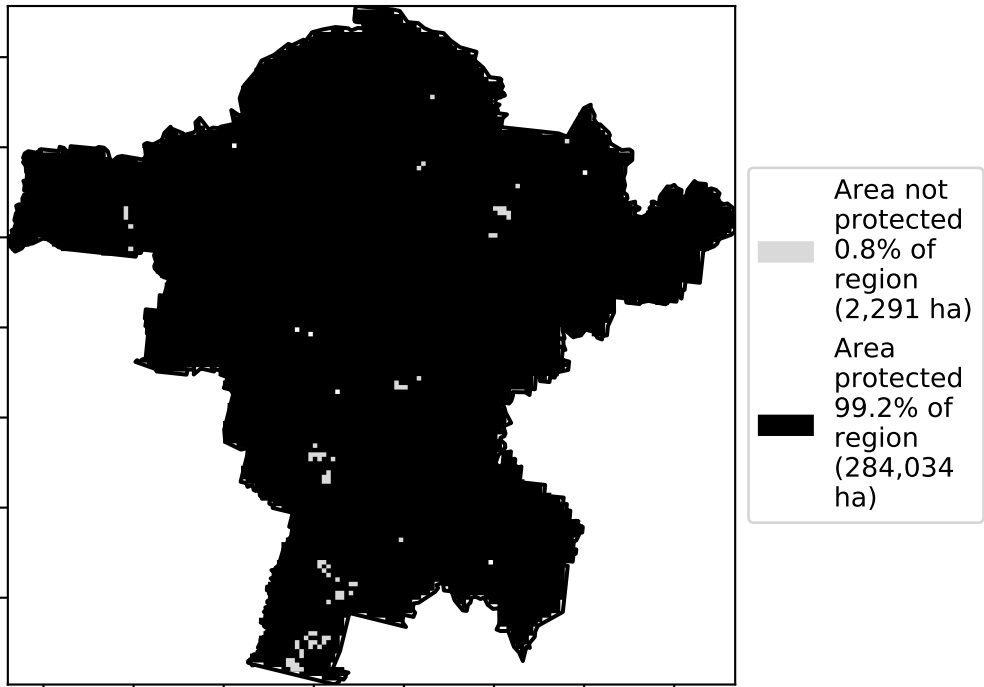 Area not
protected
0.8% of
region
(2,291 ha)
Area
protected
99.2% of
region
(284,034
ha)